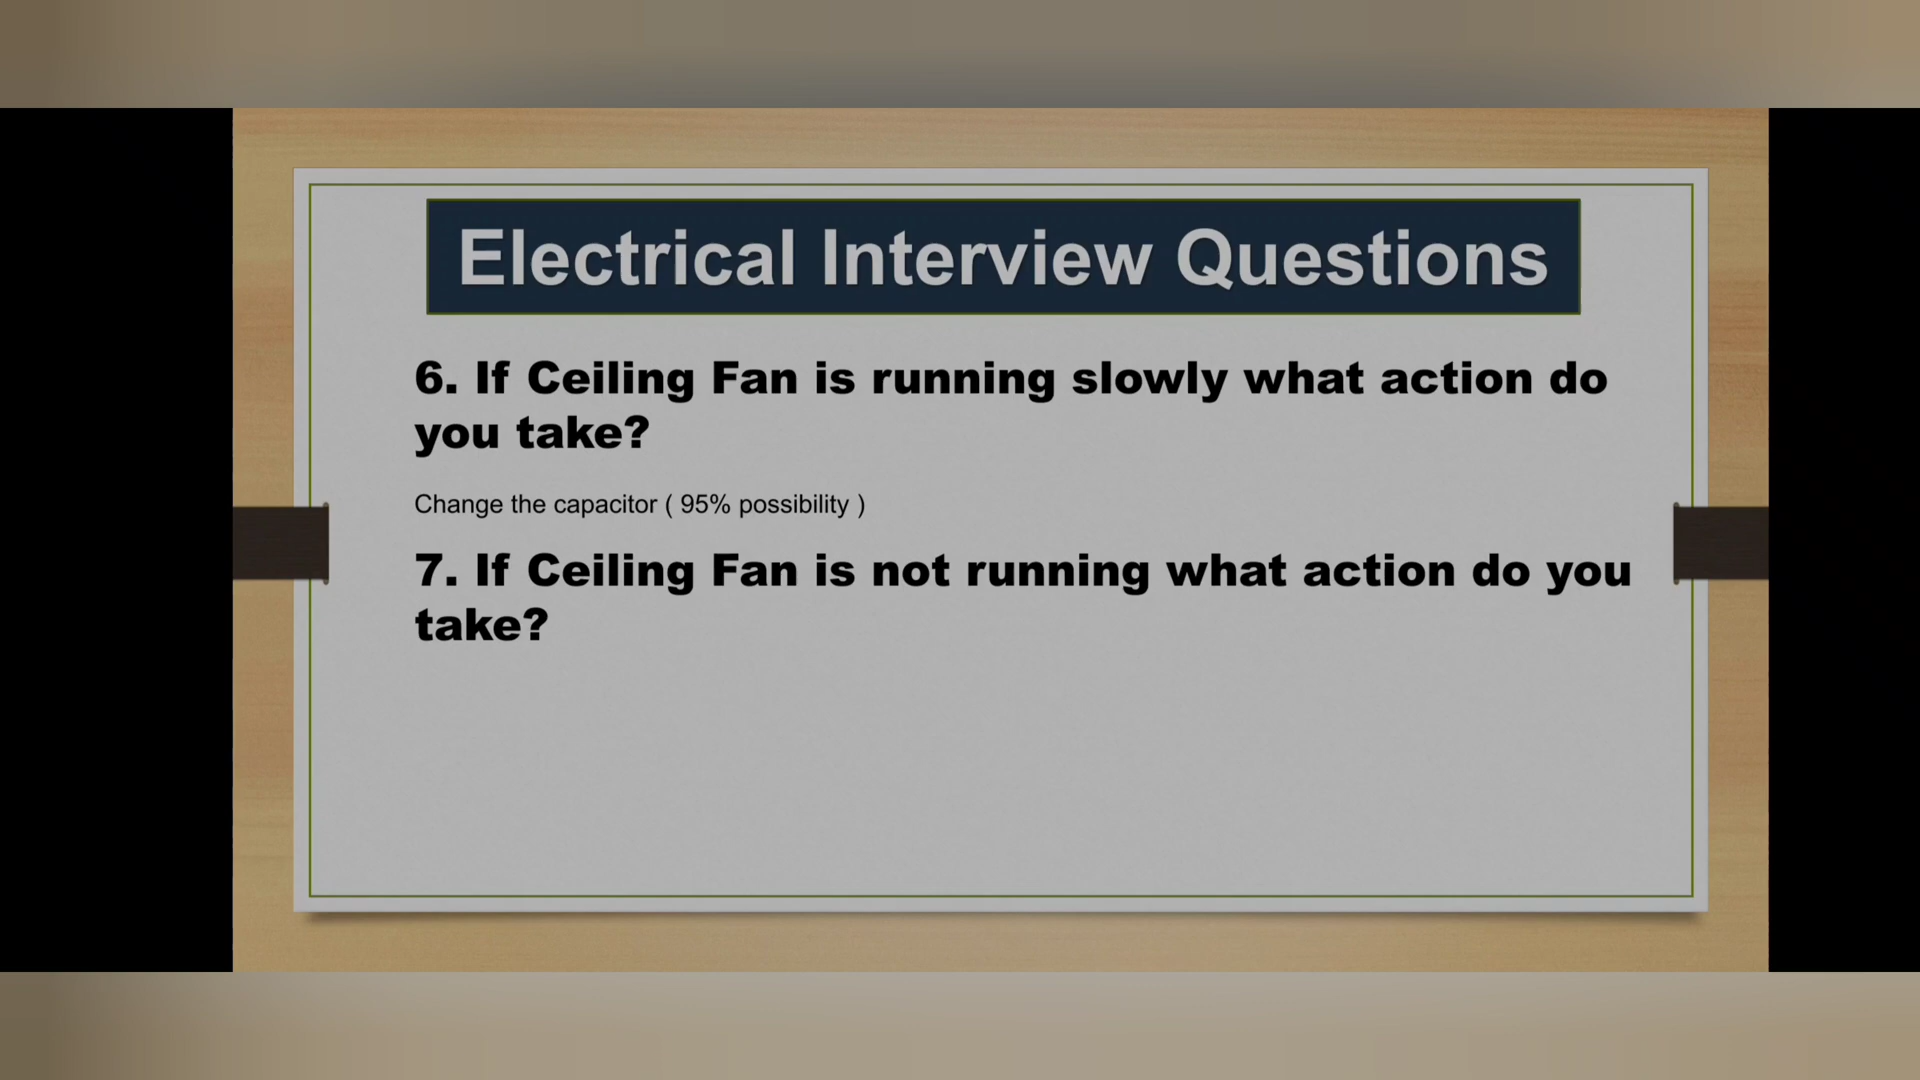 Electrical Interview Questions
6. If Ceiling Fan is running slowly what action do
you take?
Change the capacitor ( 95% possibility )
7. If Ceiling Fan is not running what action do you
take?